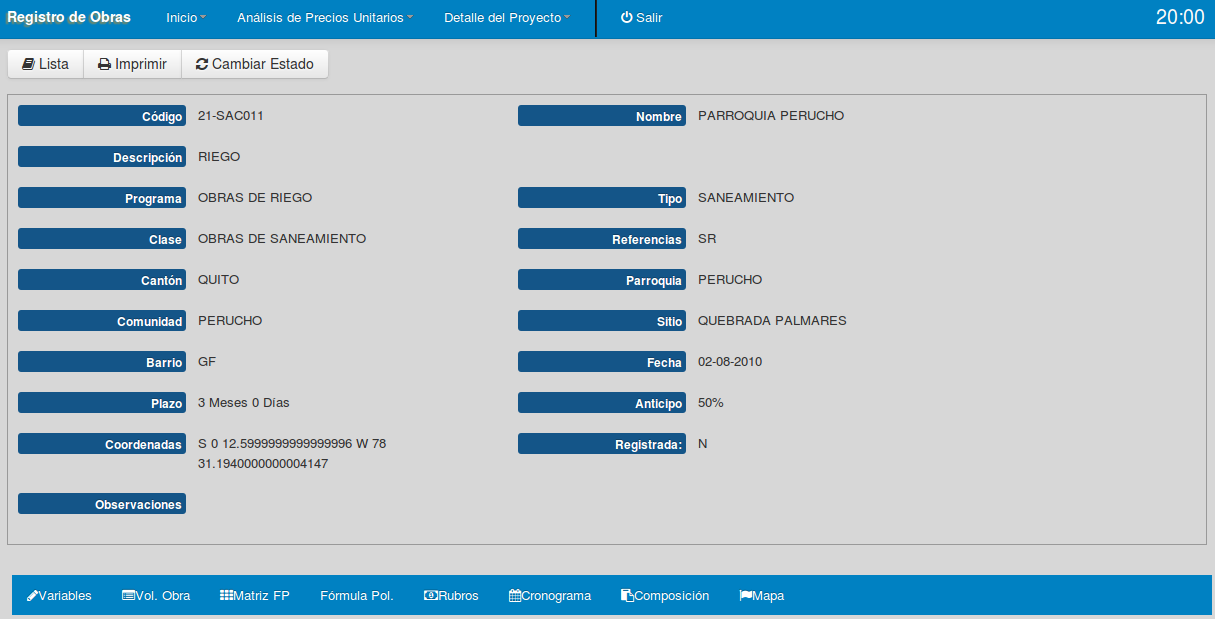 Registro de Obras Inicio Análisis de Precios Unitarios Detalle del Proyecto Salir 20:00
Lista Imprimir Cambiar Estado
Código 21-SAC011 Nombre PARROQUIA PERUCHO
Descripción RIEGO
Programa OBRAS DE RIEGO Tipo SANEAMIENTO
Clase OBRAS DE SANEAMIENTO Referencias SR
Cantón QUITO Parroquia PERUCHO
Comunidad PERUCHO Sitio QUEBRADA PALMARES
Barrio GF Fecha 02-08-2010
Plazo 3 Meses 0 Días Anticipo 50%
Coordenadas S 0 12.5999999999999996 W 78 Registrada: N
31.1940000000004147
Observaciones
Variables Vol. Obra Matriz FP Fórmula Pol. Rubros Cronograma Composición Mapa